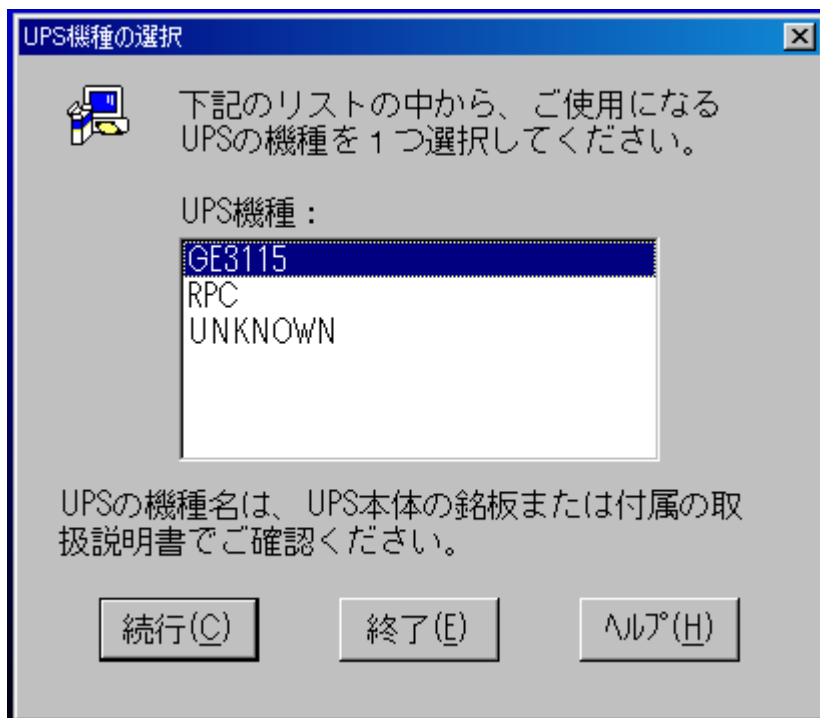 UPS機種の選択
下記のリストの中から、ご使用になる
UPSの機種を１つ選択してください。
UPS機種：
GE3115
RPC
UNKNOWN
UPSの機種名は、UPS本体の銘板または付属の取
扱説明書でご確認ください。
続行(C) 終了(E) ﾍﾙﾌﾟ(H)